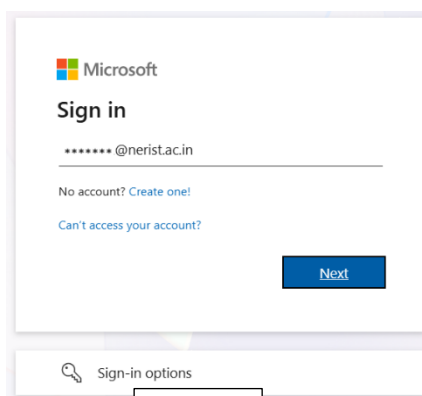 Microsoft
Sign in
******* @nerist.ac.in
No account? Create one!
Can't access your account?
Next
Sign-in options